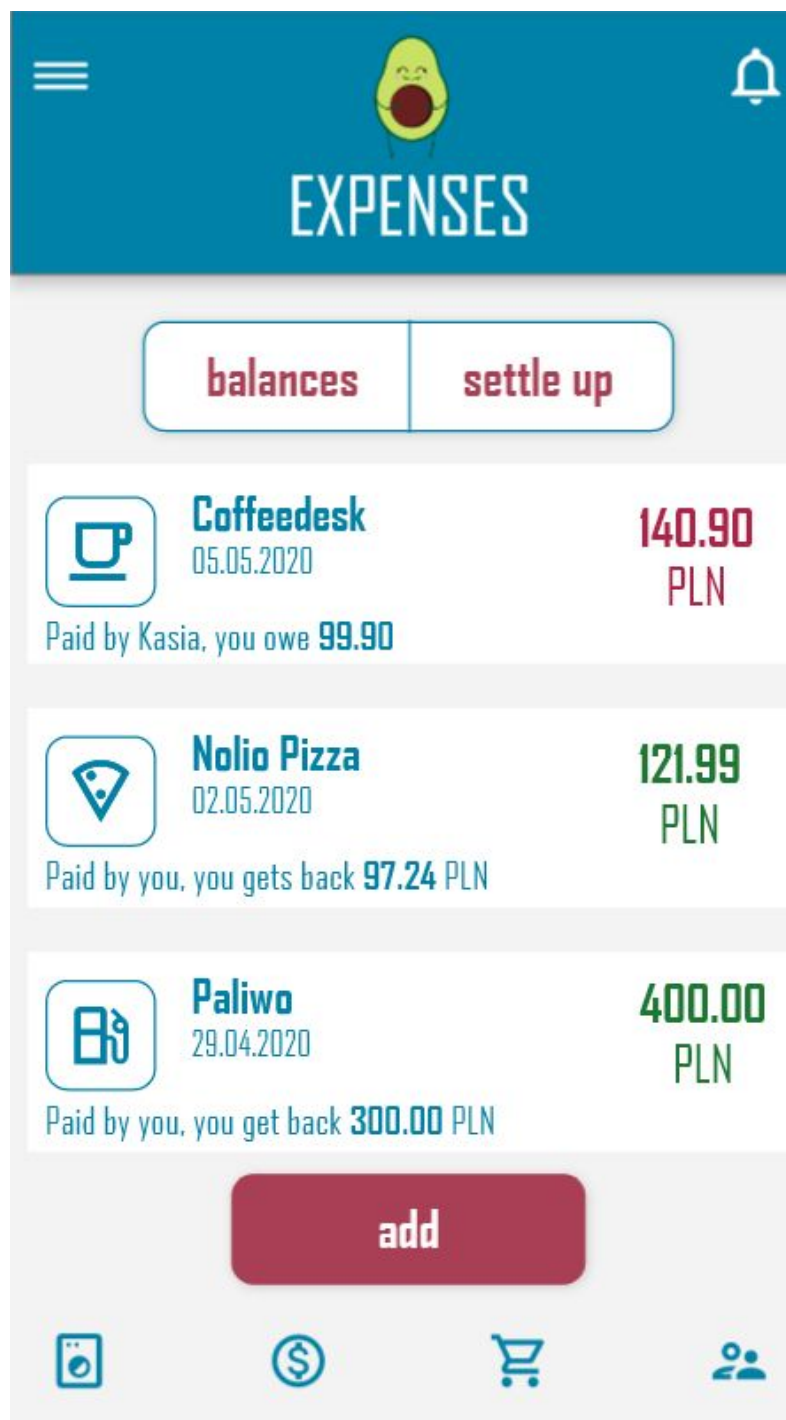 EXPENSES
balances settle up
Coffeedesk
05.05.2020
140.90
PLN
Paid by Kasia, you owe 99.90
Nolio Pizza
02.05.2020
121.99
PLN
Paid by you, you gets back 97.24 PLN
Paliwo
29.04.2020
400.00
PLN
Paid by you, you get back 300.00 PLN
add